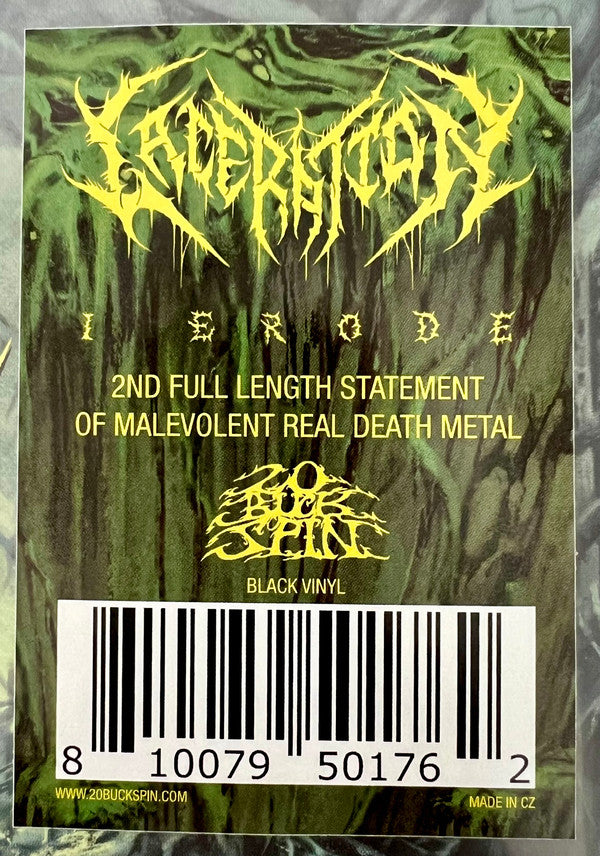 LACERATION
I ERODE
2ND FULL LENGTH STATEMENT
OF MALEVOLENT REAL DEATH METAL
20
BUCK
SPIN
BLACK VINYL
8 10079 50176 2
WWW.20BUCKSPIN.COM
MADE IN CZ